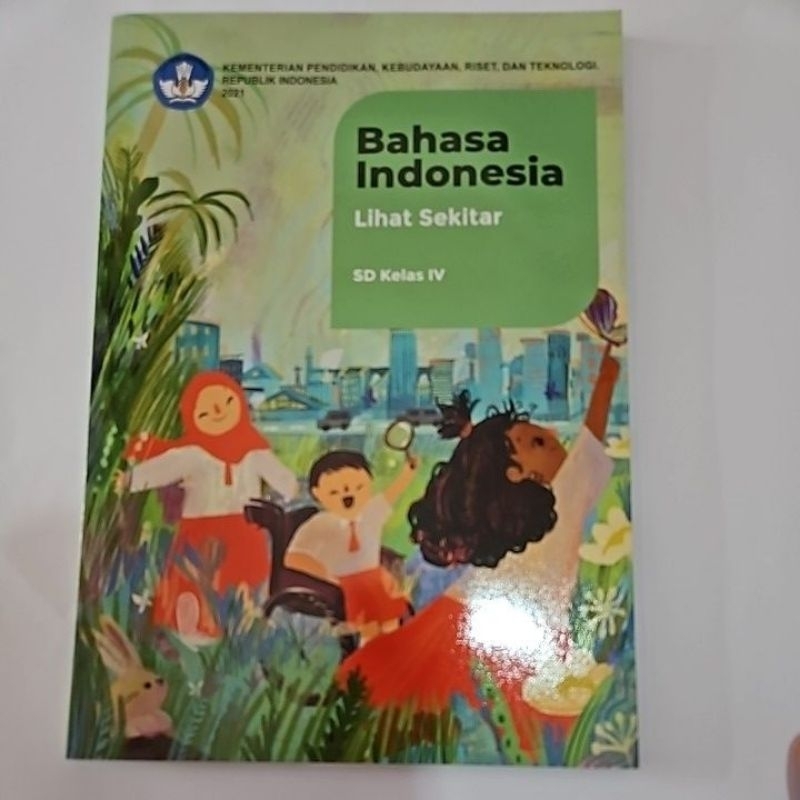 KEMENTERIAN PENDIDIKAN, KEBUDAYAAN, RISET, DAN TEKNOLOGI,
REPUBLIK INDONESIA
2021
Bahasa
Indonesia
Lihat Sekitar
SD Kelas IV